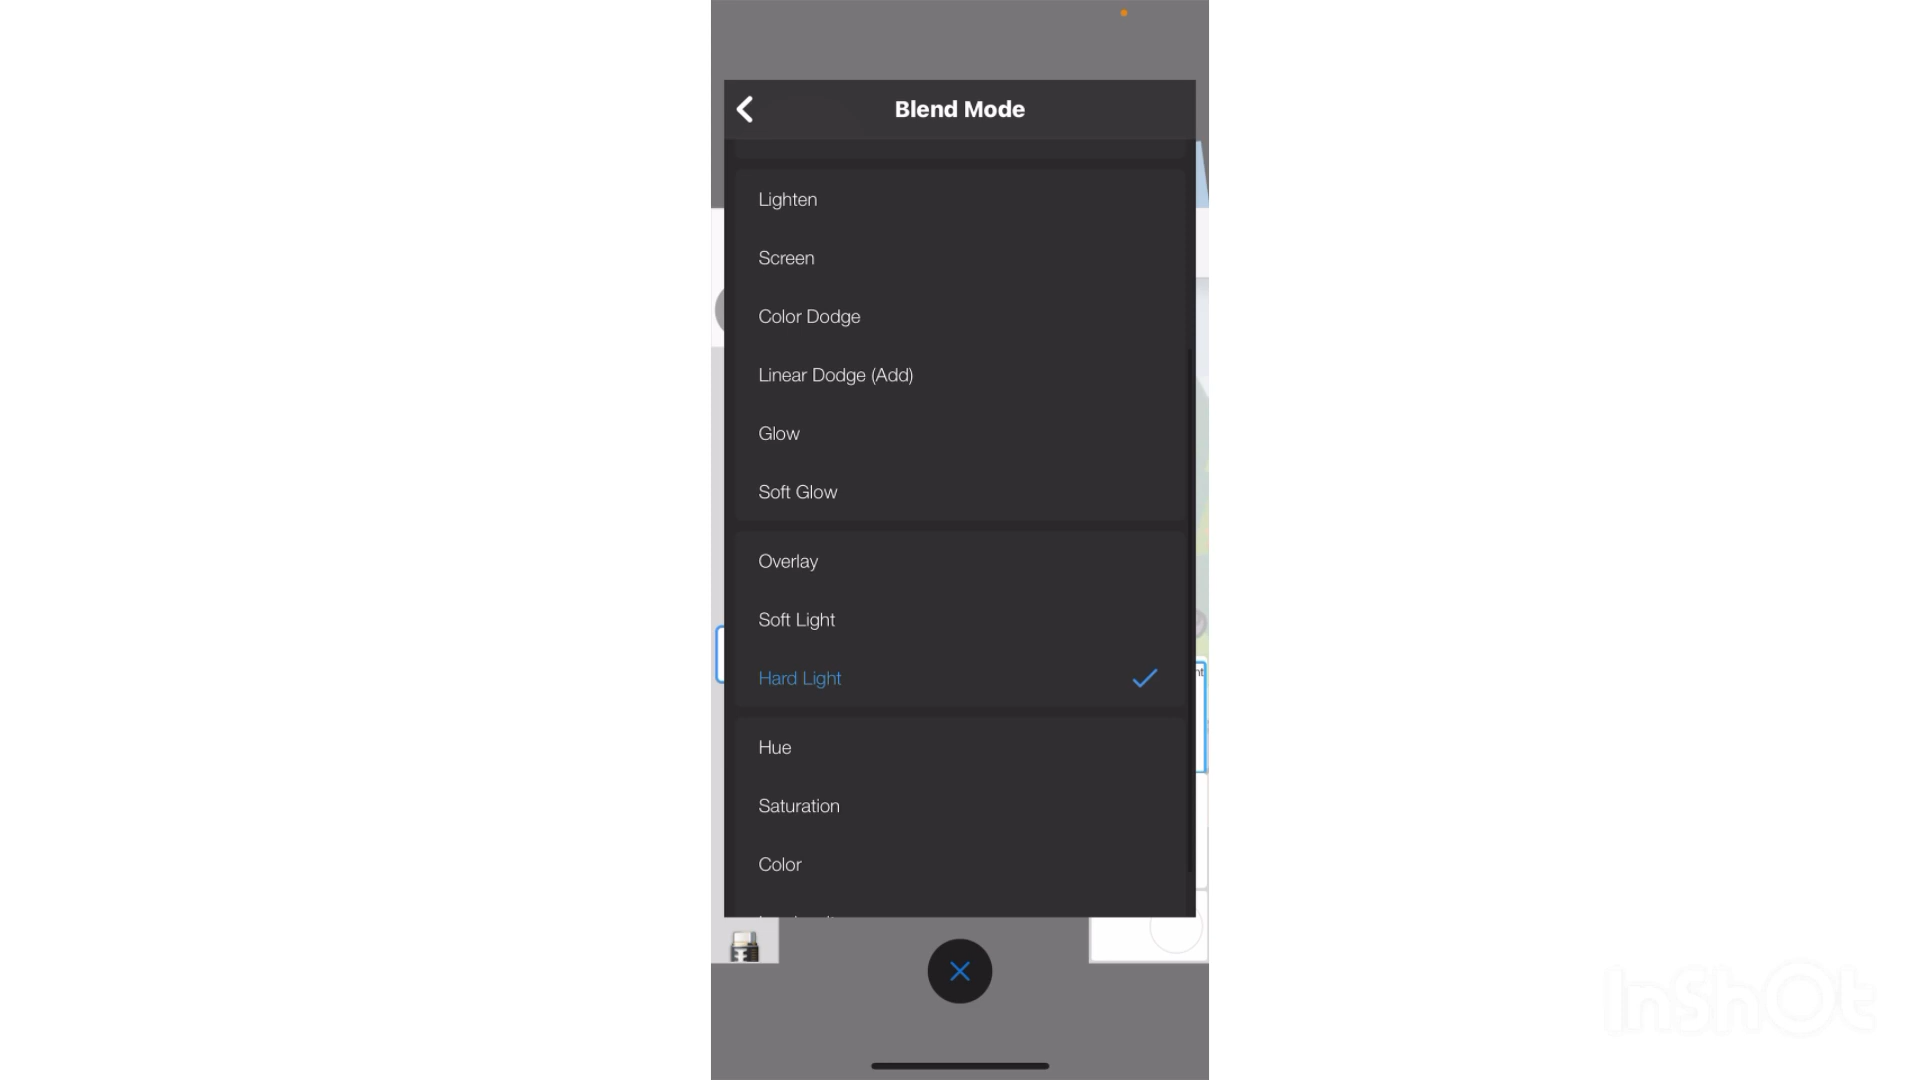 Blend Mode
Lighten
Screen
Color Dodge
Linear Dodge (Add)
Glow
Soft Glow
Overlay
Soft Light
Hard Light
Hue
Saturation
Color
InShOt